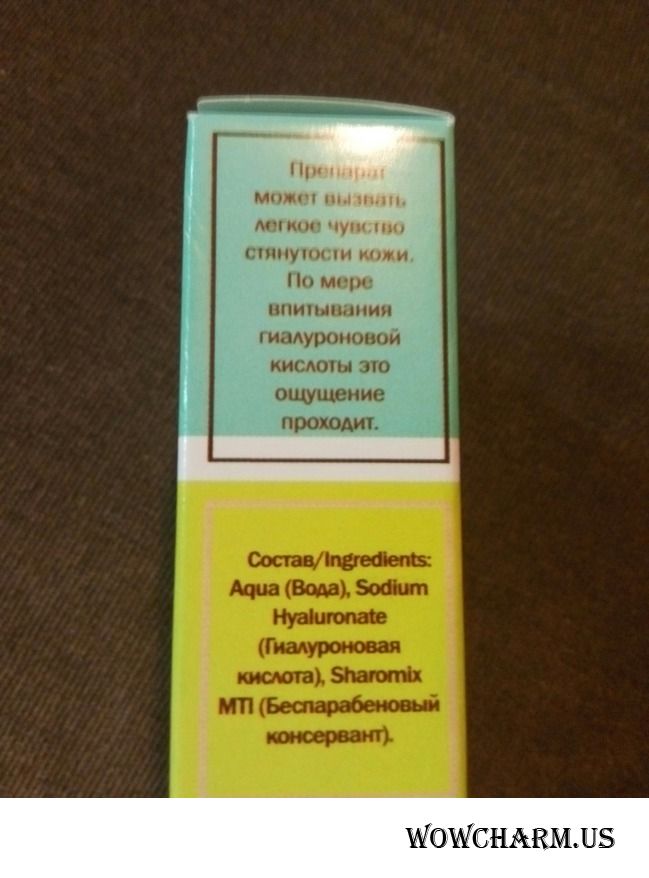 Препарат
может вызвать
легкое чувство
стянутости кожи.
По мере
впитывания
гиалуроновой
кислоты это
ощущение
проходит.
Состав/Ingredients:
Aqua (Вода), Sodium
Hyaluronate
(Гиалуроновая
кислота), Sharomix
МТI (Беспарабеновый
консервант).
WOWCHARM.US